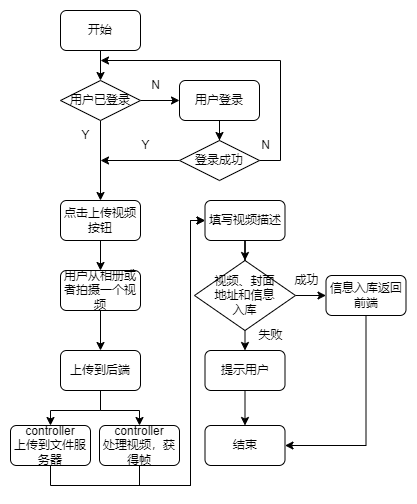 开始
用户已登录
N
用户登录
Y
Y
登录成功
N
点击上传视频
按钮
填写视频描述
用户从相册或
者拍摄一个视
频
视频、封面
地址和信息
入库
成功
信息入库返回
前端
失败
上传到后端
提示用户
controller
上传到文件服
务器
controller
处理视频，获
得帧
结束